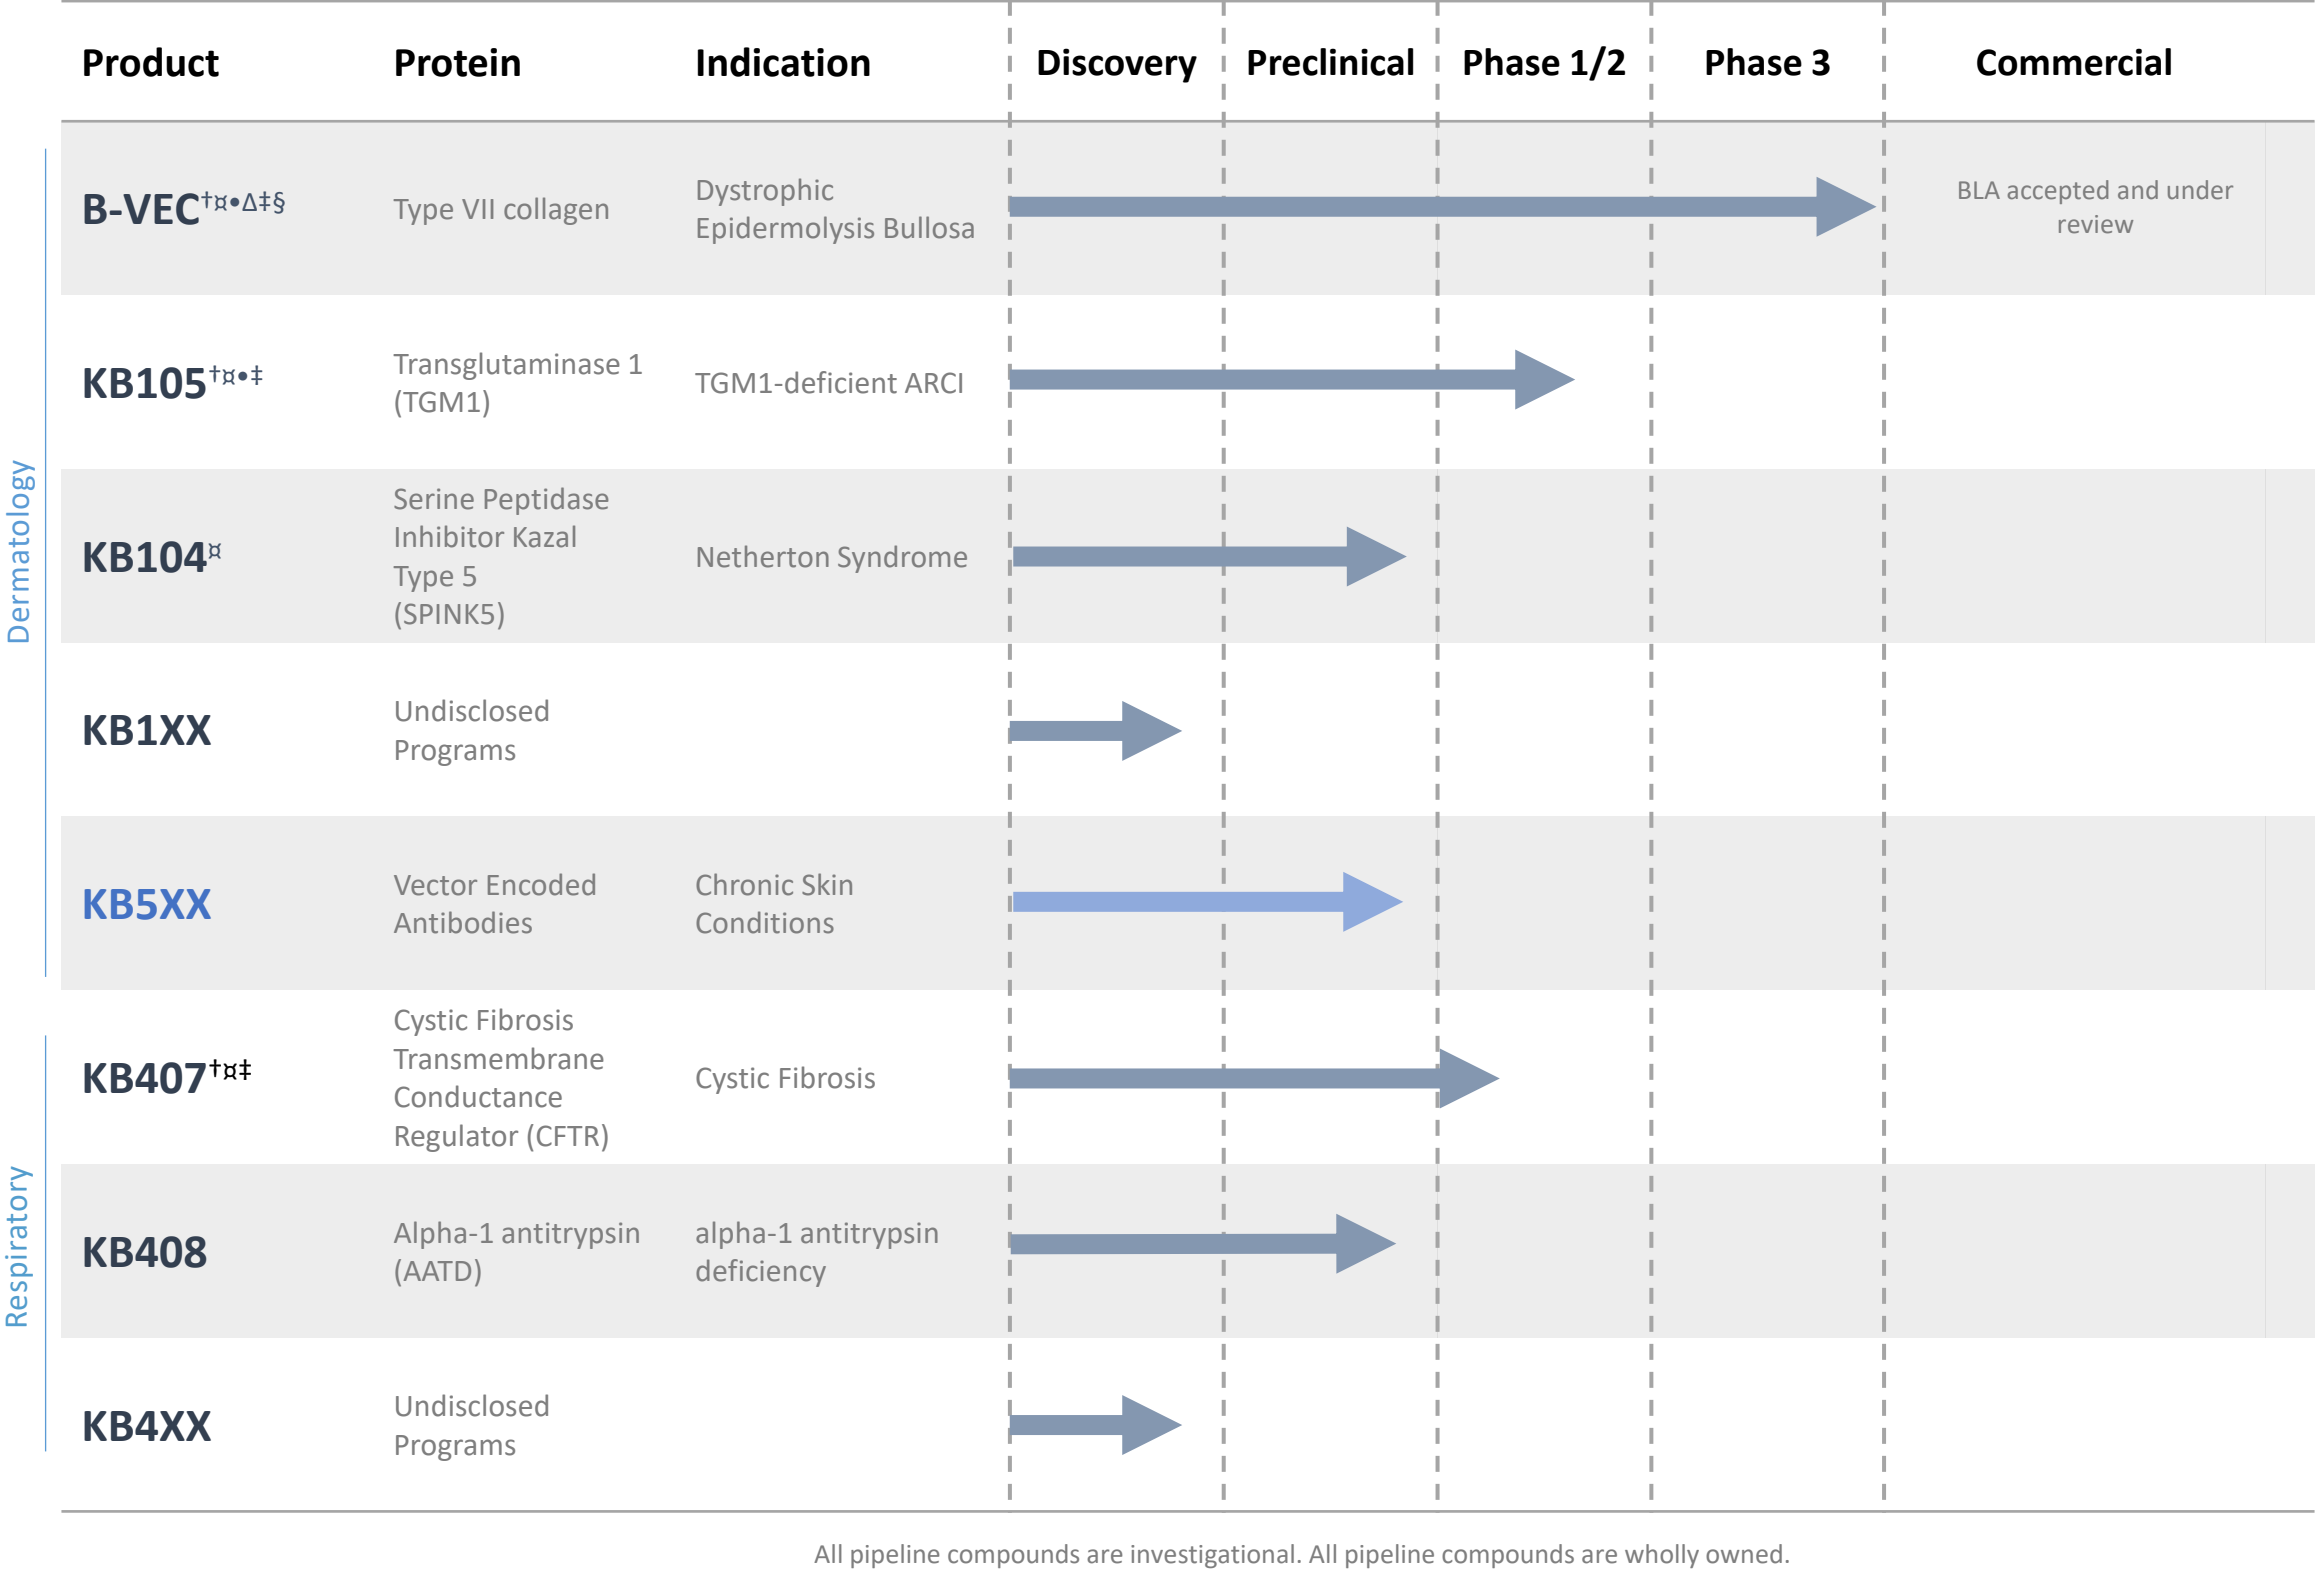 Product Protein Indication Discovery Preclinical Phase 1/2 Phase 3 Commercial
Dermatology
B-VEC†¤•Δ‡§
Type VII collagen
Dystrophic
Epidermolysis Bullosa
BLA accepted and under
review
KB105†¤•‡
Transglutaminase 1
(TGM1)
TGM1-deficient ARCI
KB104¤
Serine Peptidase
Inhibitor Kazal
Type 5
(SPINK5)
Netherton Syndrome
KB1XX
Undisclosed
Programs
KB5XX
Vector Encoded
Antibodies
Chronic Skin
Conditions
Respiratory
KB407†¤‡
Cystic Fibrosis
Transmembrane
Conductance
Regulator (CFTR)
Cystic Fibrosis
KB408
Alpha-1 antitrypsin
(AATD)
alpha-1 antitrypsin
deficiency
KB4XX
Undisclosed
Programs
All pipeline compounds are investigational. All pipeline compounds are wholly owned.